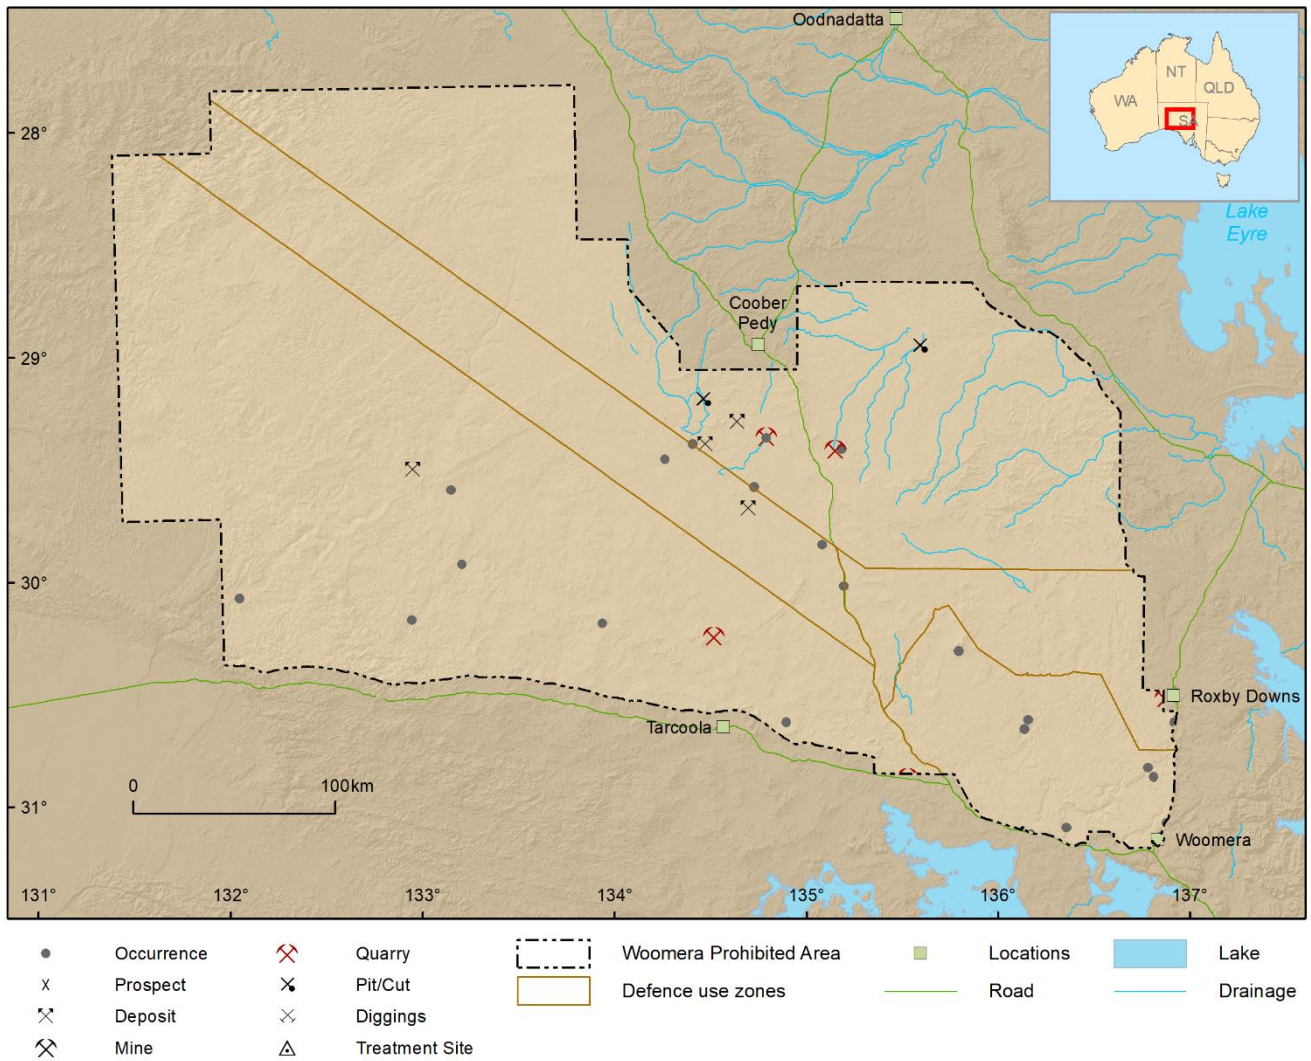 Oodnadatta
NT
WA
QLD
SA
Lake
Eyre
28°
Coober
Pedy
29°
30°
Roxby Downs
Tarcoola
0 100km
31°
Woomera
131° 132° 133° 134° 135° 136° 137°
Occurrence Quarry Woomera Prohibited Area Locations Lake
Prospect Pit/Cut Defence use zones Road Drainage
Deposit Diggings
Mine Treatment Site